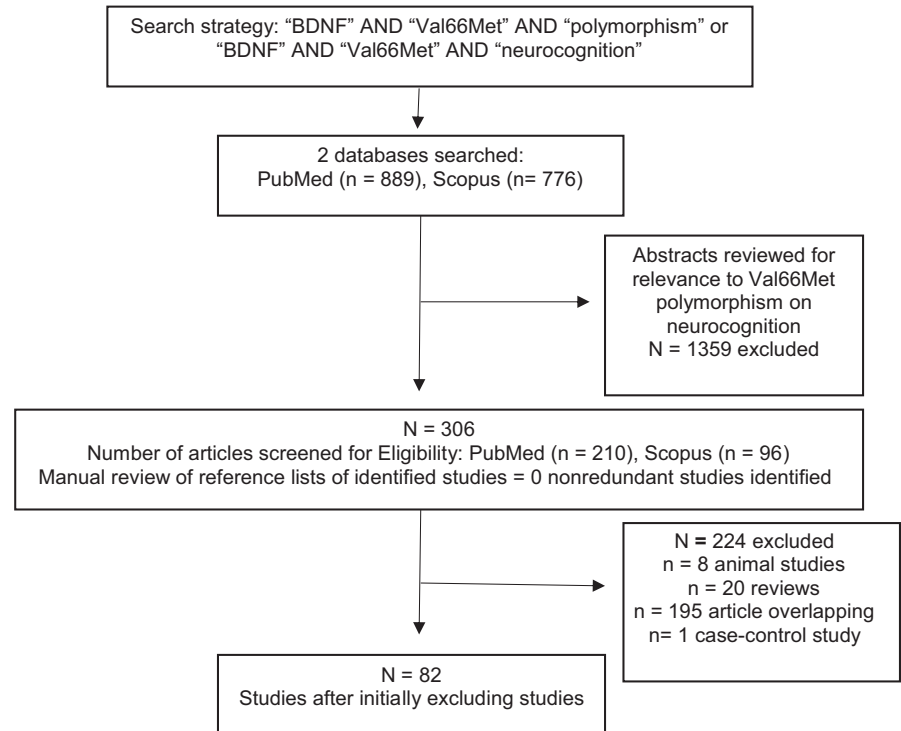 Search strategy: “BDNF” AND “Val66Met” AND “polymorphism” or
“BDNF” AND “Val66Met” AND “neurocognition”
2 databases searched:
PubMed (n = 889), Scopus (n= 776)
Abstracts reviewed for
relevance to Val66Met
polymorphism on
neurocognition
N = 1359 excluded
N = 306
Number of articles screened for Eligibility: PubMed (n = 210), Scopus (n = 96)
Manual review of reference lists of identified studies = 0 nonredundant studies identified
N = 224 excluded
n = 8 animal studies
n = 20 reviews
n = 195 article overlapping
n= 1 case-control study
N = 82
Studies after initially excluding studies